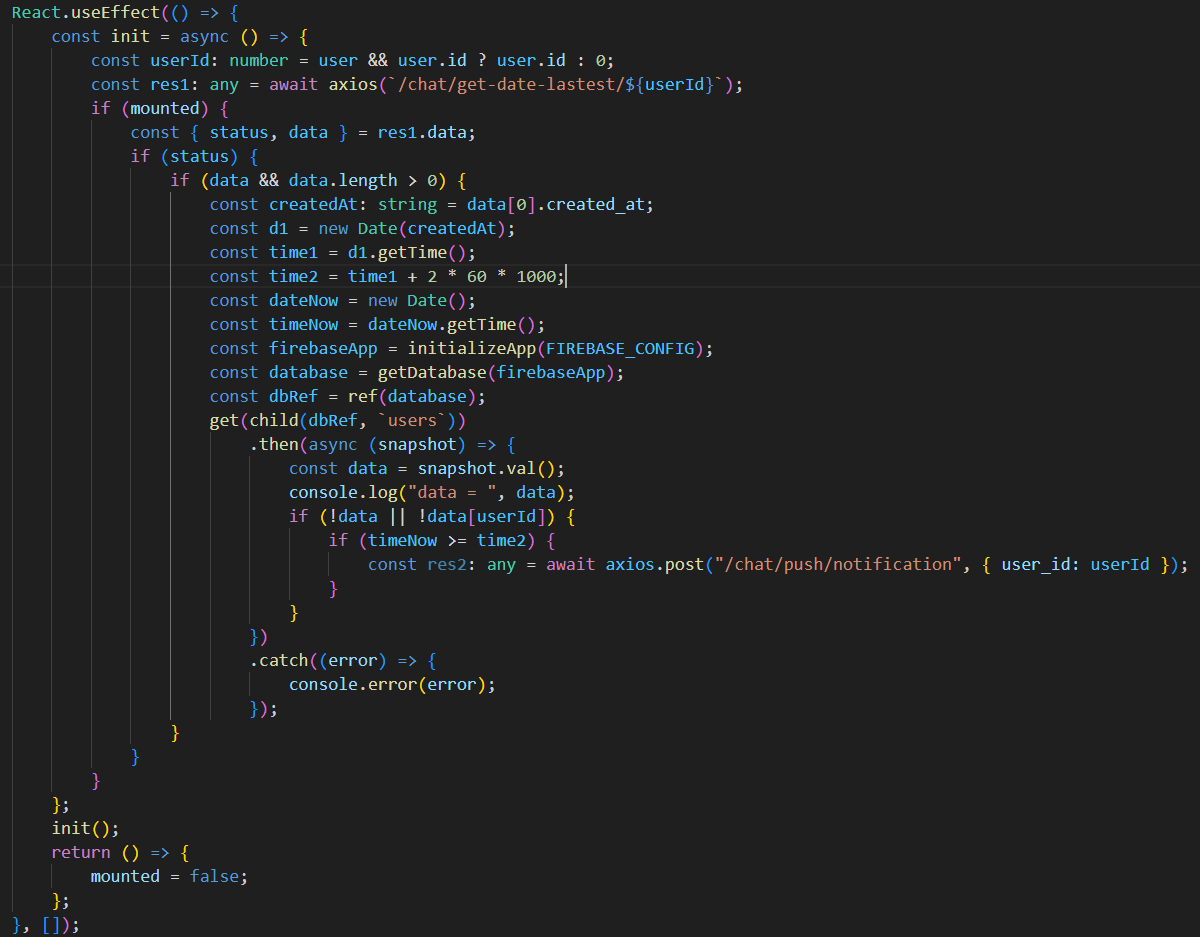 React.useEffect(() => {
    const init = async () => {
        const userId: number = user && user.id ? user.id : 0;
        const res1: any = await axios(`/chat/get-date-lastest/${userId}`);
        if (mounted) {
            const { status, data } = res1.data;
            if (status) {
                if (data && data.length > 0) {
                    const createdAt: string = data[0].created_at;
                    const d1 = new Date(createdAt);
                    const time1 = d1.getTime();
                    const time2 = time1 + 2 * 60 * 1000;
                    const dateNow = new Date();
                    const timeNow = dateNow.getTime();
                    const firebaseApp = initializeApp(FIREBASE_CONFIG);
                    const database = getDatabase(firebaseApp);
                    const dbRef = ref(database);
                    get(child(dbRef, `users`))
                        .then(async (snapshot) => {
                            const data = snapshot.val();
                            console.log("data = ", data);
                            if (!data || !data[userId]) {
                                if (timeNow >= time2) {
                                    const res2: any = await axios.post("/chat/push/notification", { user_id: userId });
                                }
                            }
                        })
                        .catch((error) => {
                            console.error(error);
                        });
                }
            }
        }
    };
    init();
    return () => {
        mounted = false;
    };
}, []);